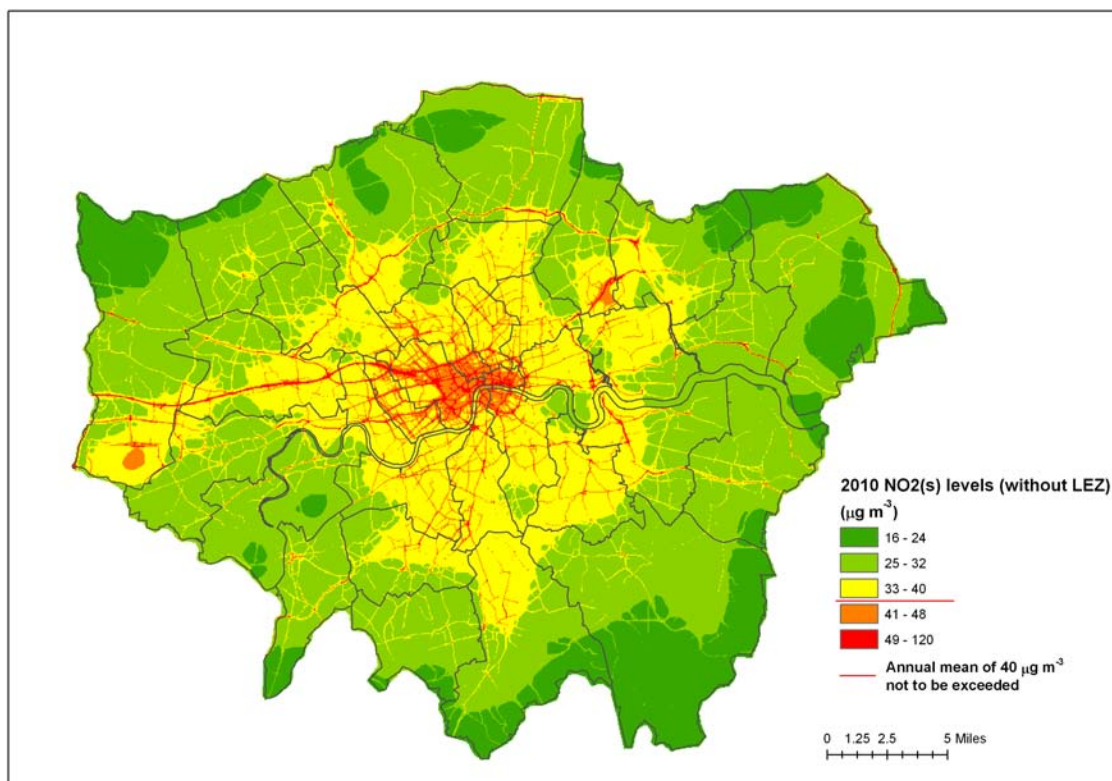 2010 NO2(s) levels (without LEZ)
(μg m⁻³)
16 - 24
25 - 32
33 - 40
41 - 48
49 - 120
Annual mean of 40 μg m⁻³
not to be exceeded
0 1.25 2.5 5 Miles